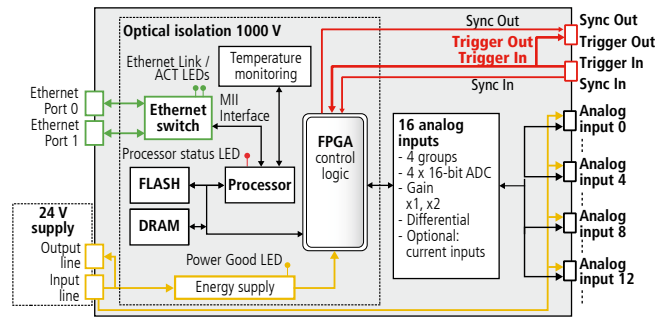 Optical isolation 1000 V
Sync Out
Sync Out
Trigger Out
Trigger Out
Trigger In
Trigger In
Sync In
Sync In
Ethernet Link /
ACT LEDs
Temperature
monitoring
Ethernet
Port 0
Ethernet
Port 1
Ethernet
switch
MII
Interface
Processor status LED
FLASH
Processor
DRAM
FPGA
control
logic
16 analog
inputs
- 4 groups
- 4 x 16-bit ADC
- Gain
x1, x2
- Differential
- Optional:
current inputs
Analog
input 0
Analog
input 4
Analog
input 8
Analog
input 12
24 V
supply
Output
line
Input
line
Power Good LED
Energy supply